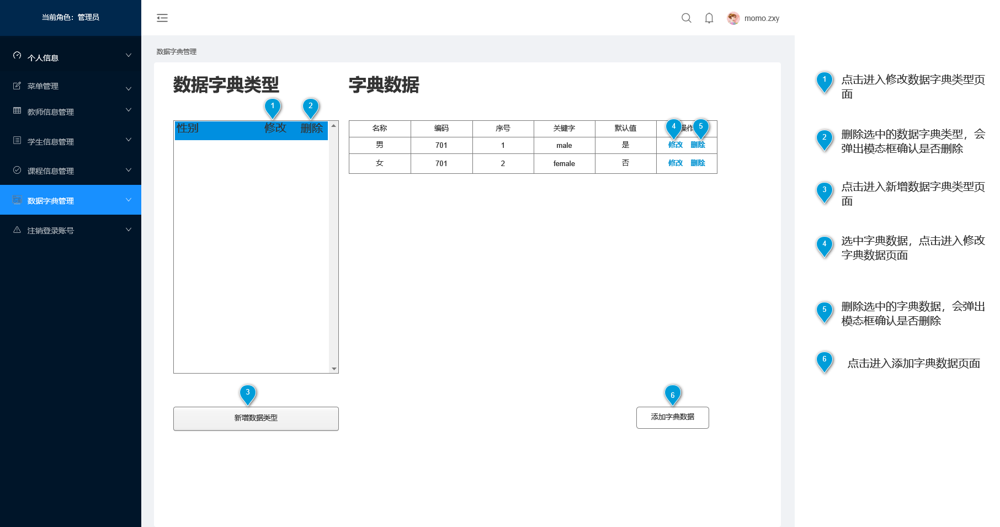 当前角色：管理员
momo.zxy
个人信息
菜单管理
教师信息管理
学生信息管理
课程信息管理
数据字典管理
注销登录账号
数据字典管理
数据字典类型
字典数据
1
2
性别 修改 删除
4
5
名称 编码 序号 关键字 默认值 操作
男 701 1 male 是 修改 删除
女 701 2 female 否 修改 删除
3
新增数据类型
6
添加字典数据
1 点击进入修改数据字典类型页
面
2 删除选中的数据字典类型，会
弹出模态框确认是否删除
3 点击进入新增数据字典类型页
面
4 选中字典数据，点击进入修改
字典数据页面
5 删除选中的字典数据，会弹出
模态框确认是否删除
6 点击进入添加字典数据页面